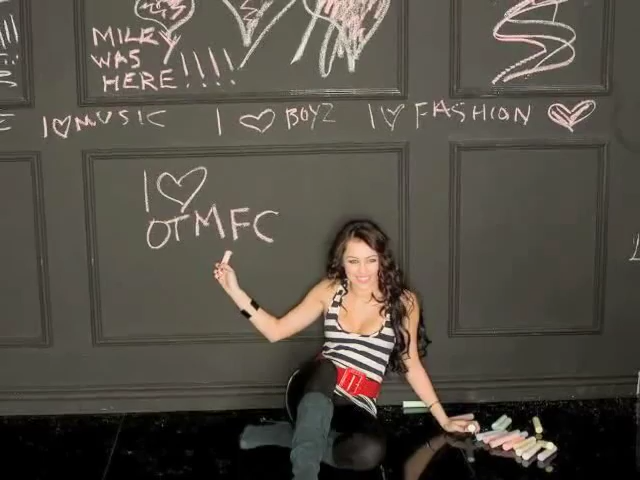 MILEY
WAS
HERE!!!!
I ♡ MUSIC I ♡ BOYZ I ♡ FASHION ♡
I ♡
OTMFC